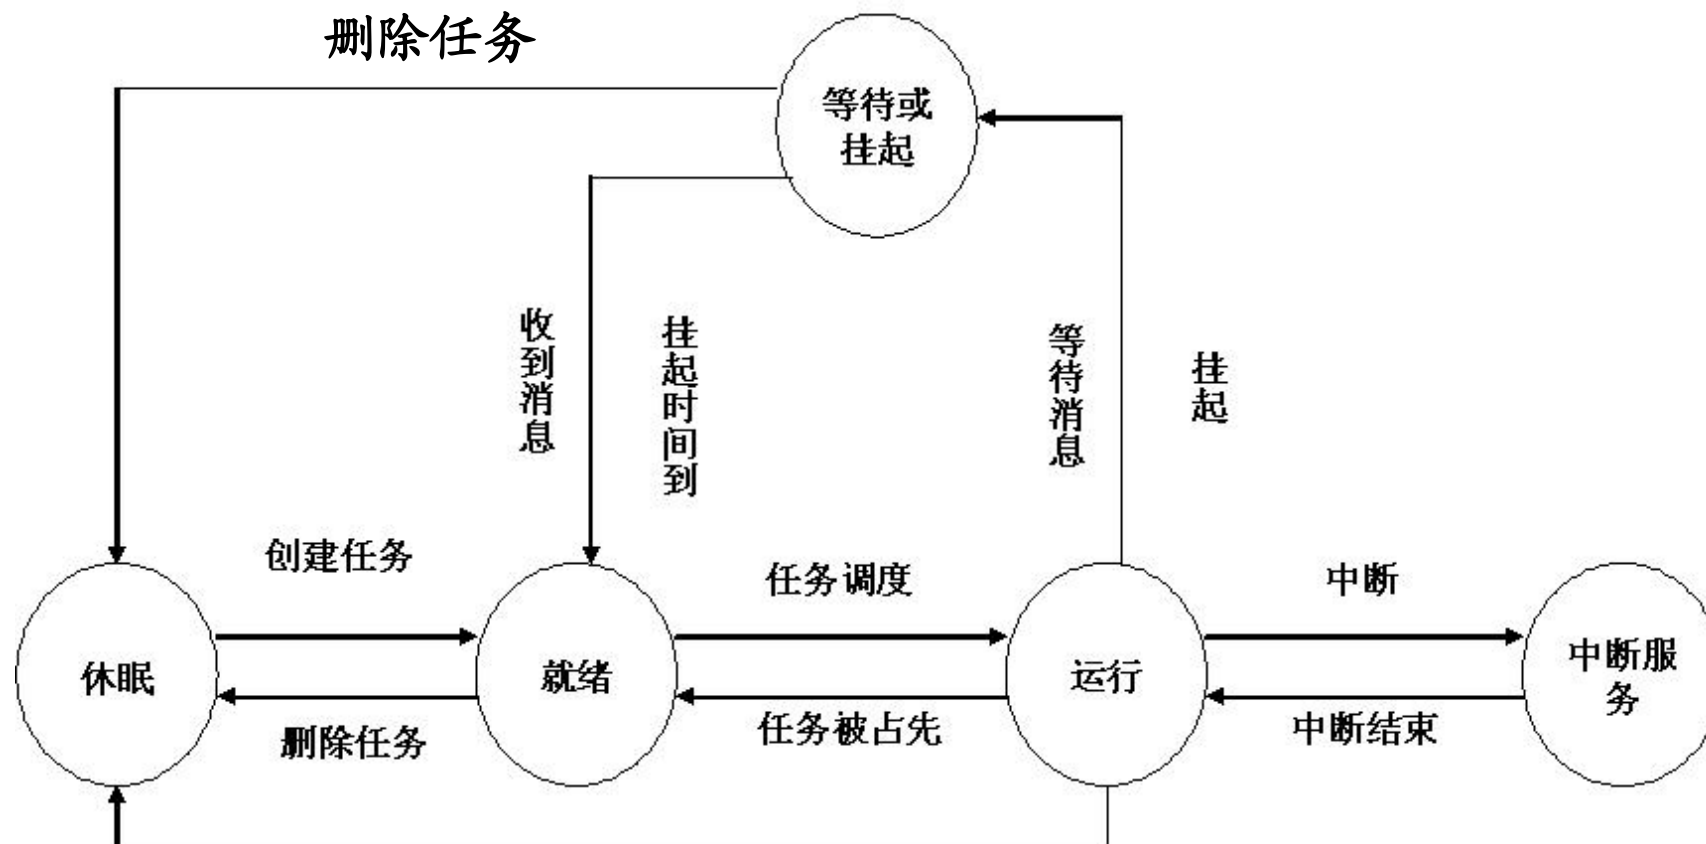 删除任务
等待或
挂起
收到消息
挂起时间到
等待消息
挂起
创建任务
任务调度
中断
休眠
就绪
运行
中断服
务
删除任务
任务被占先
中断结束